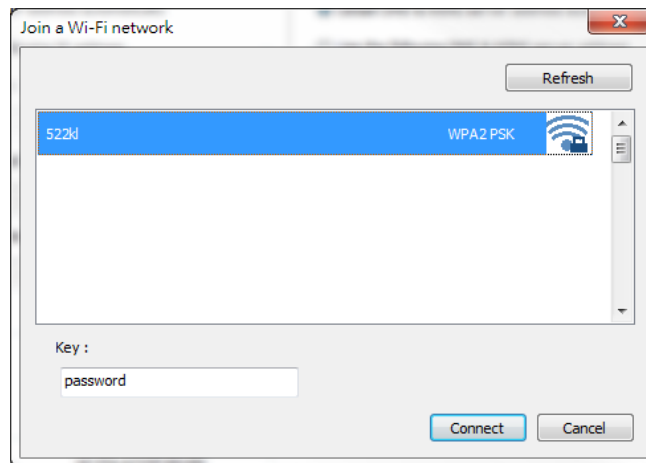 Join a Wi-Fi network
Refresh
522kl WPA2 PSK
Key :
password
Connect Cancel